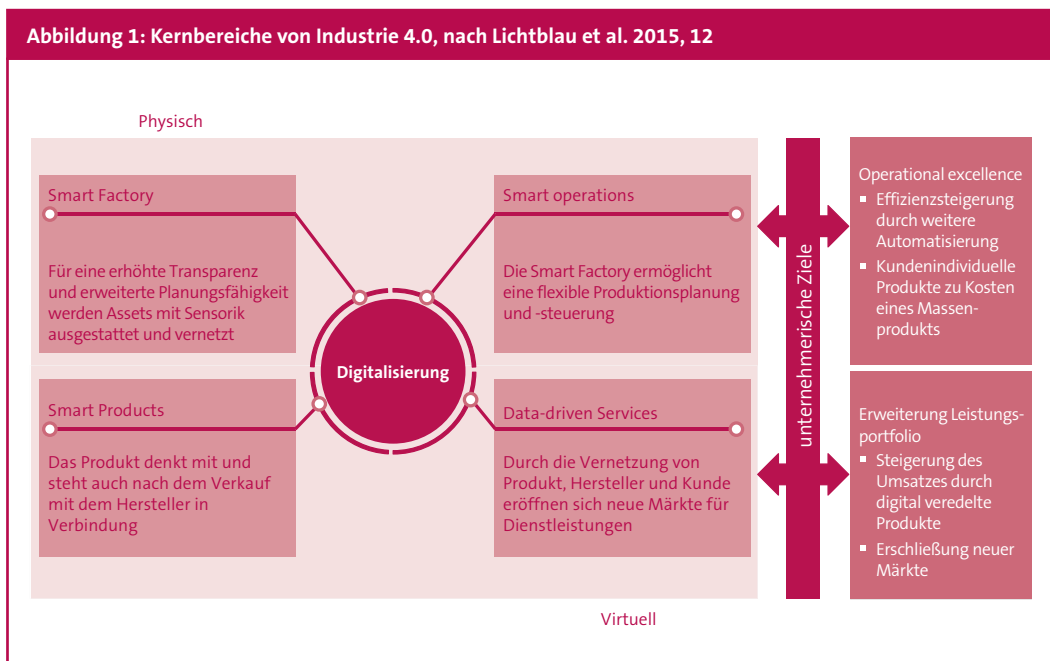 Abbildung 1: Kernbereiche von Industrie 4.0, nach Lichtblau et al. 2015, 12
Physisch
Smart Factory
Für eine erhöhte Transparenz
und erweiterte Planungsfähigkeit
werden Assets mit Sensorik
ausgestattet und vernetzt
Smart operations
Die Smart Factory ermöglicht
eine flexible Produktionsplanung
und -steuerung
Digitalisierung
Smart Products
Das Produkt denkt mit und
steht auch nach dem Verkauf
mit dem Hersteller in
Verbindung
Data-driven Services
Durch die Vernetzung von
Produkt, Hersteller und Kunde
eröffnen sich neue Märkte für
Dienstleistungen
Virtuell
unternehmerische Ziele
Operational excellence
▪ Effizienzsteigerung
durch weitere
Automatisierung
▪ Kundenindividuelle
Produkte zu Kosten
eines Massen-
produkts
Erweiterung Leistungs-
portfolio
▪ Steigerung des
Umsatzes durch
digital veredelte
Produkte
▪ Erschließung neuer
Märkte